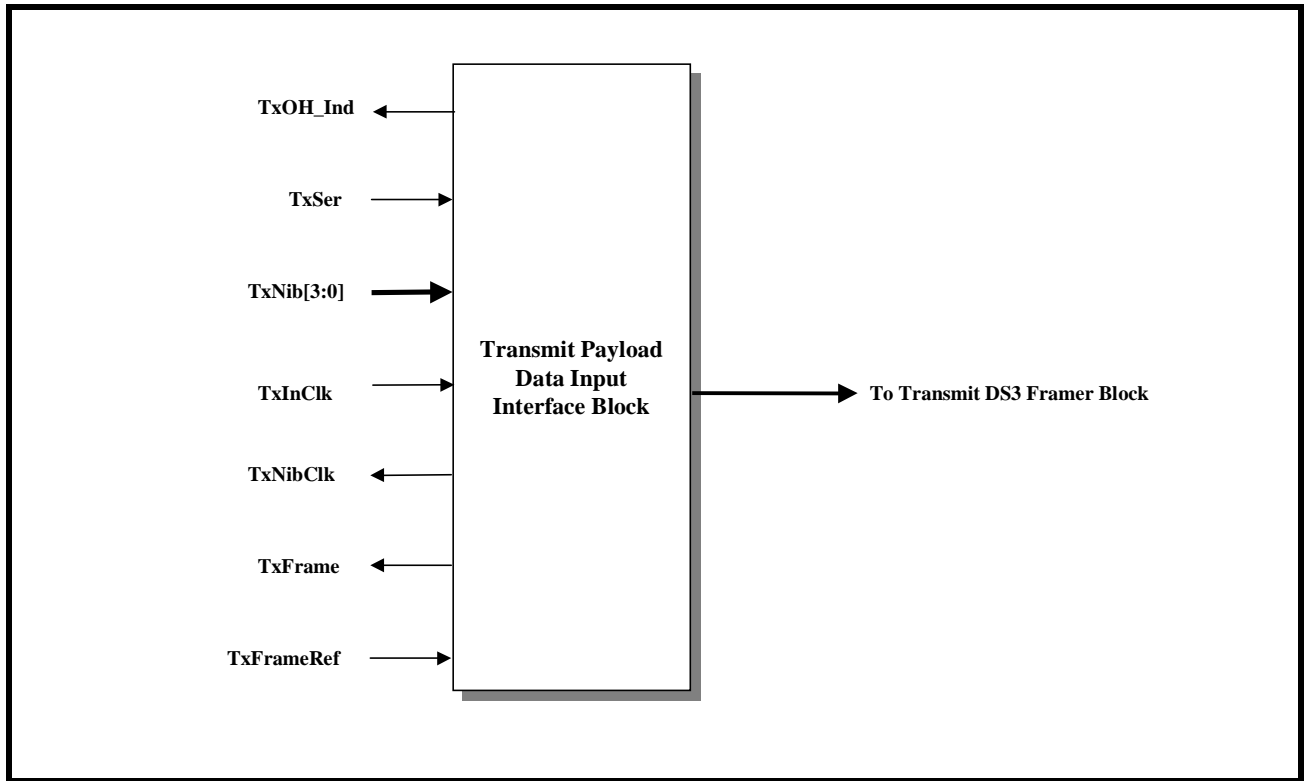 TxOH_Ind
TxSer
TxNib[3:0]
TxInClk
TxNibClk
TxFrame
TxFrameRef
Transmit Payload
Data Input
Interface Block
To Transmit DS3 Framer Block